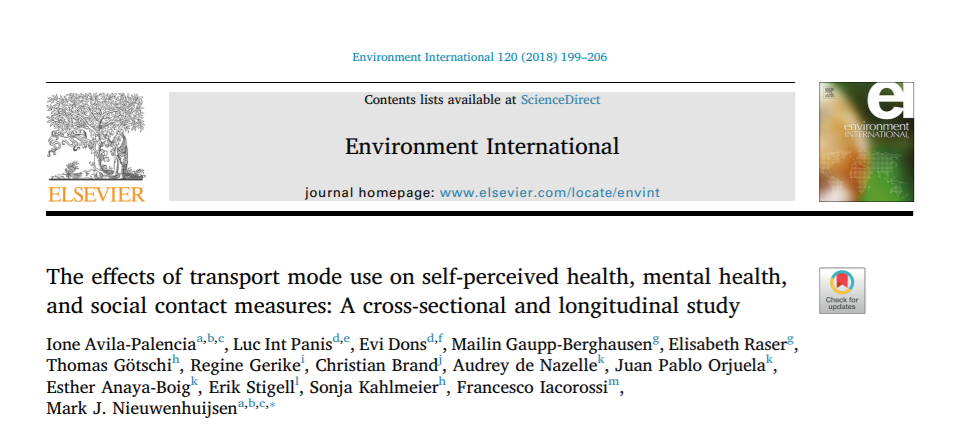 Environment International 120 (2018) 199–206
Contents lists available at ScienceDirect
Environment International
journal homepage: www.elsevier.com/locate/envint
ELSEVIER
ei
environment
INTERNATIONAL
The effects of transport mode use on self-perceived health, mental health,
and social contact measures: A cross-sectional and longitudinal study
Check for
updates
Ione Avila-Palencia a,b,c, Luc Int Panis d,e, Evi Dons d,f, Mailin Gaupp-Berghausen g, Elisabeth Raser g,
Thomas Götschi h, Regine Gerike i, Christian Brand j, Audrey de Nazelle k, Juan Pablo Orjuela k,
Esther Anaya-Boig k, Erik Stigell l, Sonja Kahlmeier h, Francesco Iacorossi m,
Mark J. Nieuwenhuijsen a,b,c,*